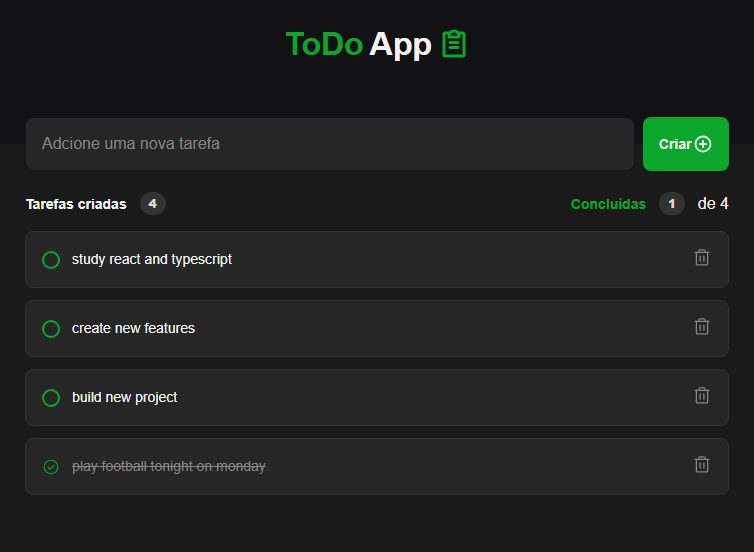 ToDo App
Adcione uma nova tarefa
Criar
Tarefas criadas 4 Concluídas 1 de 4
study react and typescript
create new features
build new project
play football tonight on monday